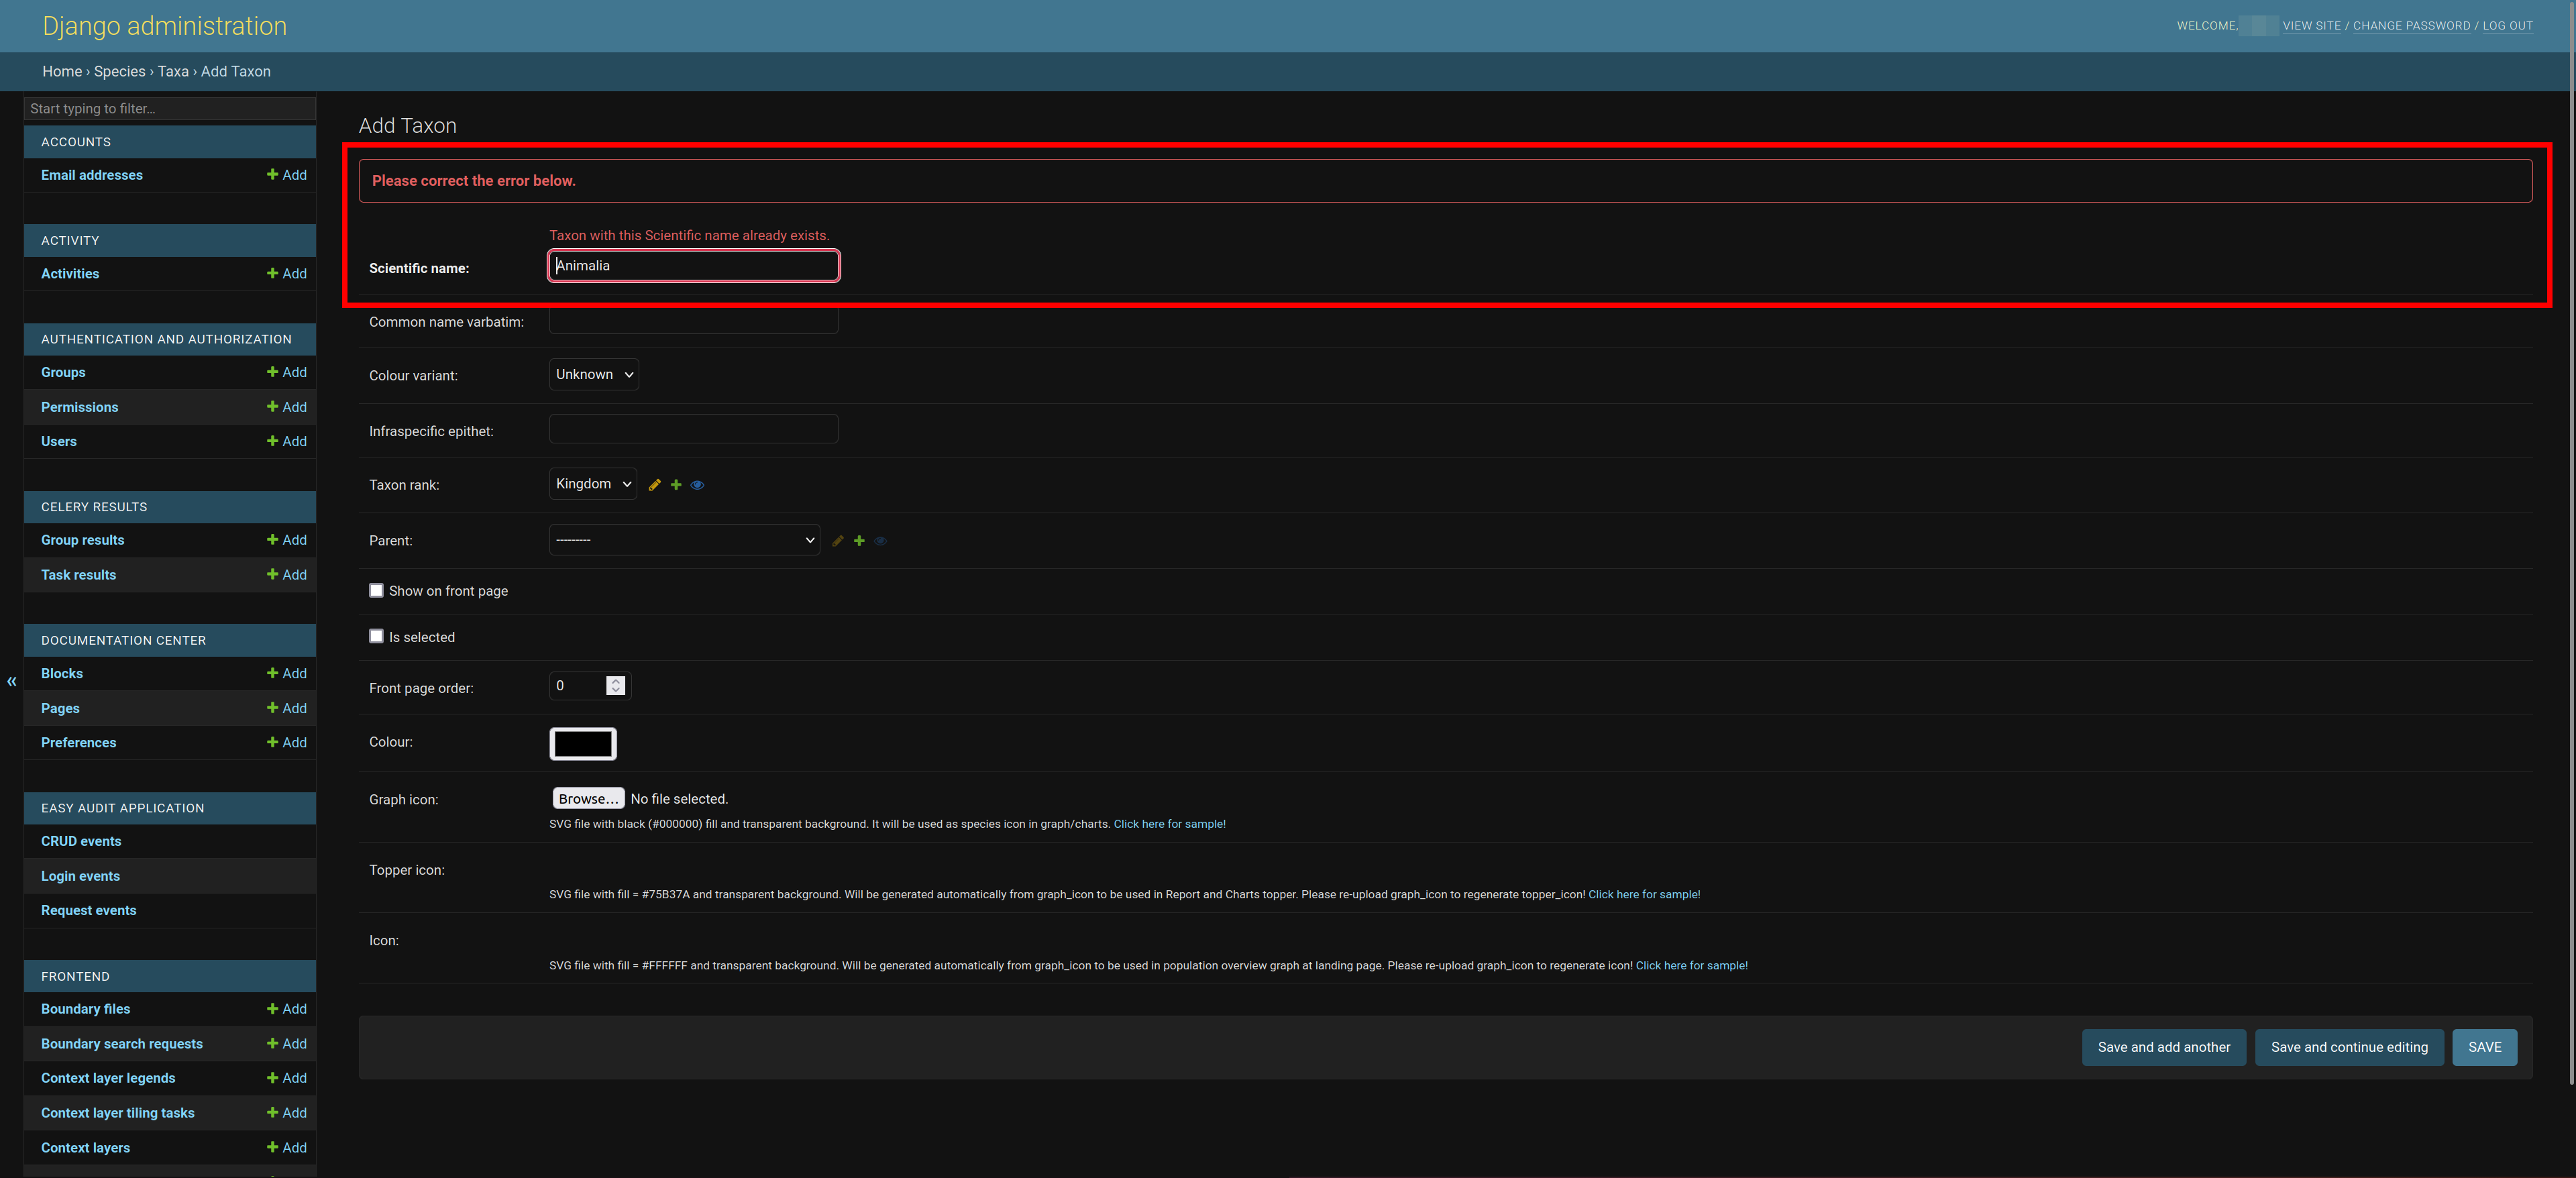 Django administration
WELCOME, VIEW SITE / CHANGE PASSWORD / LOG OUT
Home › Species › Taxa › Add Taxon
Start typing to filter...
ACCOUNTS
Email addresses + Add
ACTIVITY
Activities + Add
AUTHENTICATION AND AUTHORIZATION
Groups + Add
Permissions + Add
Users + Add
CELERY RESULTS
Group results + Add
Task results + Add
DOCUMENTATION CENTER
Blocks + Add
Pages + Add
Preferences + Add
EASY AUDIT APPLICATION
CRUD events
Login events
Request events
FRONTEND
Boundary files + Add
Boundary search requests + Add
Context layer legends + Add
Context layer tiling tasks + Add
Context layers + Add
«
Add Taxon
Please correct the error below.
Taxon with this Scientific name already exists.
Scientific name: Animalia
Common name varbatim:
Colour variant: Unknown
Infraspecific epithet:
Taxon rank: Kingdom
Parent: ---------
Show on front page
Is selected
Front page order: 0
Colour:
Graph icon: Browse... No file selected.
SVG file with black (#000000) fill and transparent background. It will be used as species icon in graph/charts. Click here for sample!
Topper icon:
SVG file with fill = #75B37A and transparent background. Will be generated automatically from graph_icon to be used in Report and Charts topper. Please re-upload graph_icon to regenerate topper_icon! Click here for sample!
Icon:
SVG file with fill = #FFFFFF and transparent background. Will be generated automatically from graph_icon to be used in population overview graph at landing page. Please re-upload graph_icon to regenerate icon! Click here for sample!
Save and add another Save and continue editing SAVE